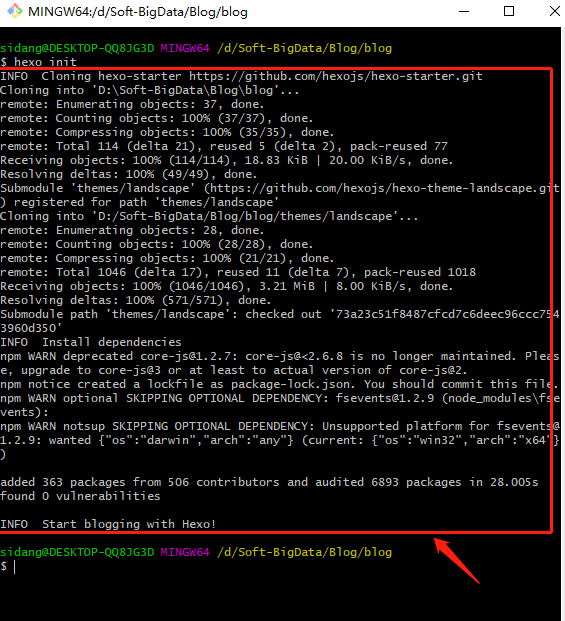 MINGW64:/d/Soft-BigData/Blog/blog
sidang@DESKTOP-QQ8JG3D MINGW64 /d/Soft-BigData/Blog/blog
$ hexo init
INFO  Cloning hexo-starter https://github.com/hexojs/hexo-starter.git
Cloning into 'D:\Soft-BigData\Blog\blog'...
remote: Enumerating objects: 37, done.
remote: Counting objects: 100% (37/37), done.
remote: Compressing objects: 100% (35/35), done.
remote: Total 114 (delta 21), reused 5 (delta 2), pack-reused 77
Receiving objects: 100% (114/114), 18.83 KiB | 20.00 KiB/s, done.
Resolving deltas: 100% (49/49), done.
Submodule 'themes/landscape' (https://github.com/hexojs/hexo-theme-landscape.git
) registered for path 'themes/landscape'
Cloning into 'D:/Soft-BigData/Blog/blog/themes/landscape'...
remote: Enumerating objects: 28, done.
remote: Counting objects: 100% (28/28), done.
remote: Compressing objects: 100% (21/21), done.
remote: Total 1046 (delta 17), reused 11 (delta 7), pack-reused 1018
Receiving objects: 100% (1046/1046), 3.21 MiB | 8.00 KiB/s, done.
Resolving deltas: 100% (571/571), done.
Submodule path 'themes/landscape': checked out '73a23c51f8487cfcd7c6deec96ccc754
3960d350'
INFO  Install dependencies
npm WARN deprecated core-js@1.2.7: core-js@<2.6.8 is no longer maintained. Pleas
e, upgrade to core-js@3 or at least to actual version of core-js@2.
npm notice created a lockfile as package-lock.json. You should commit this file.
npm WARN optional SKIPPING OPTIONAL DEPENDENCY: fsevents@1.2.9 (node_modules\fse
vents):
npm WARN notsup SKIPPING OPTIONAL DEPENDENCY: Unsupported platform for fsevents@
1.2.9: wanted {"os":"darwin","arch":"any"} (current: {"os":"win32","arch":"x64"}
)
added 363 packages from 506 contributors and audited 6893 packages in 28.005s
found 0 vulnerabilities
INFO  Start blogging with Hexo!
sidang@DESKTOP-QQ8JG3D MINGW64 /d/Soft-BigData/Blog/blog
$